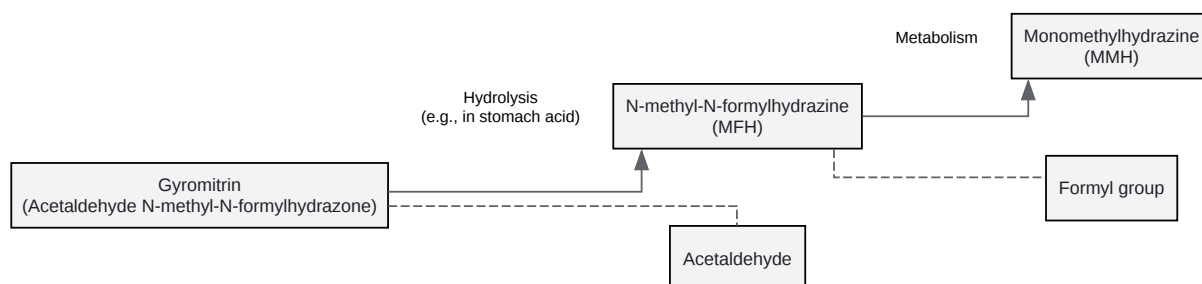 Metabolism
Monomethylhydrazine
(MMH)
Hydrolysis
(e.g., in stomach acid)
N-methyl-N-formylhydrazine
(MFH)
Gyromitrin
(Acetaldehyde N-methyl-N-formylhydrazone)
Formyl group
Acetaldehyde